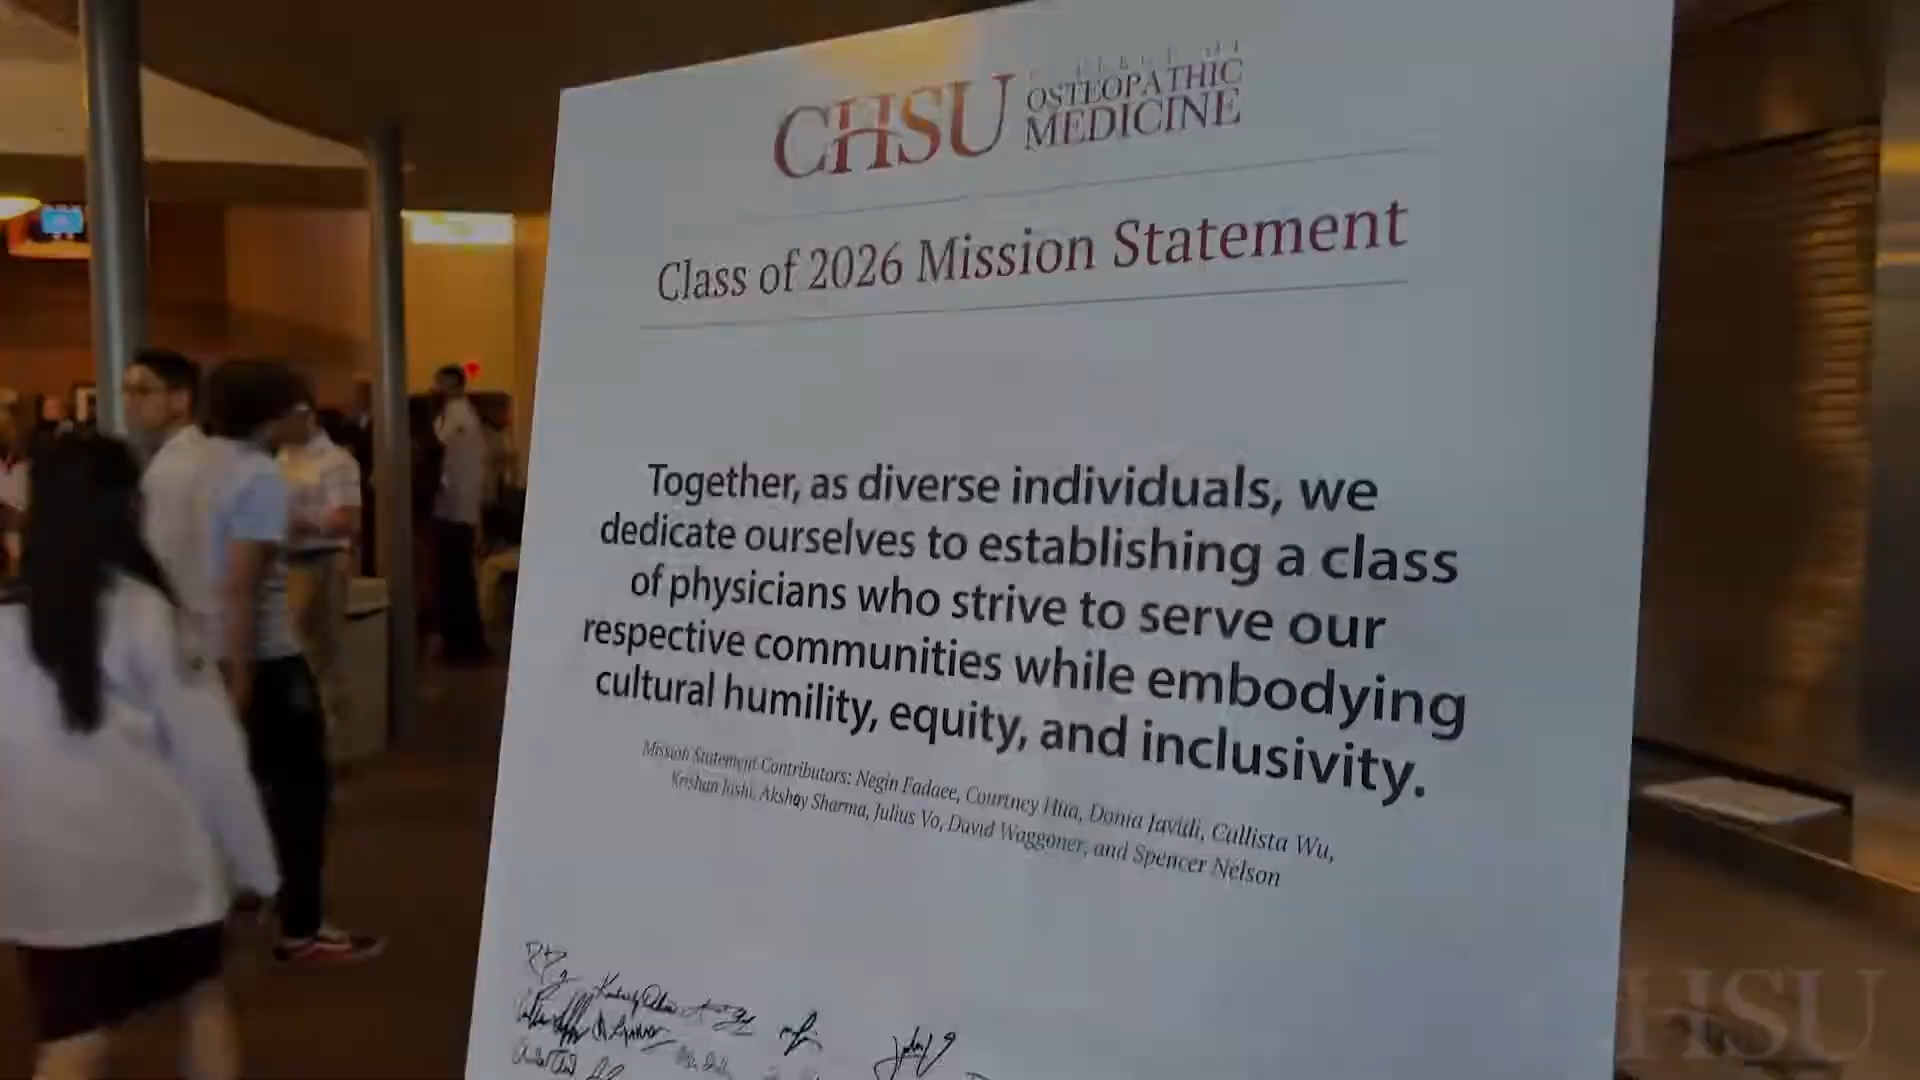 CHSU
COLLEGE OF
OSTEOPATHIC
MEDICINE
Class of 2026 Mission Statement
Together, as diverse individuals, we
dedicate ourselves to establishing a class
of physicians who strive to serve our
respective communities while embodying
cultural humility, equity, and inclusivity.
Mission Statement Contributors: Negin Fadaee, Courtney Hua, Donia Javidi, Callista Wu,
Krishan Joshi, Akshay Sharma, Julius Vo, David Waggoner, and Spencer Nelson
CHSU